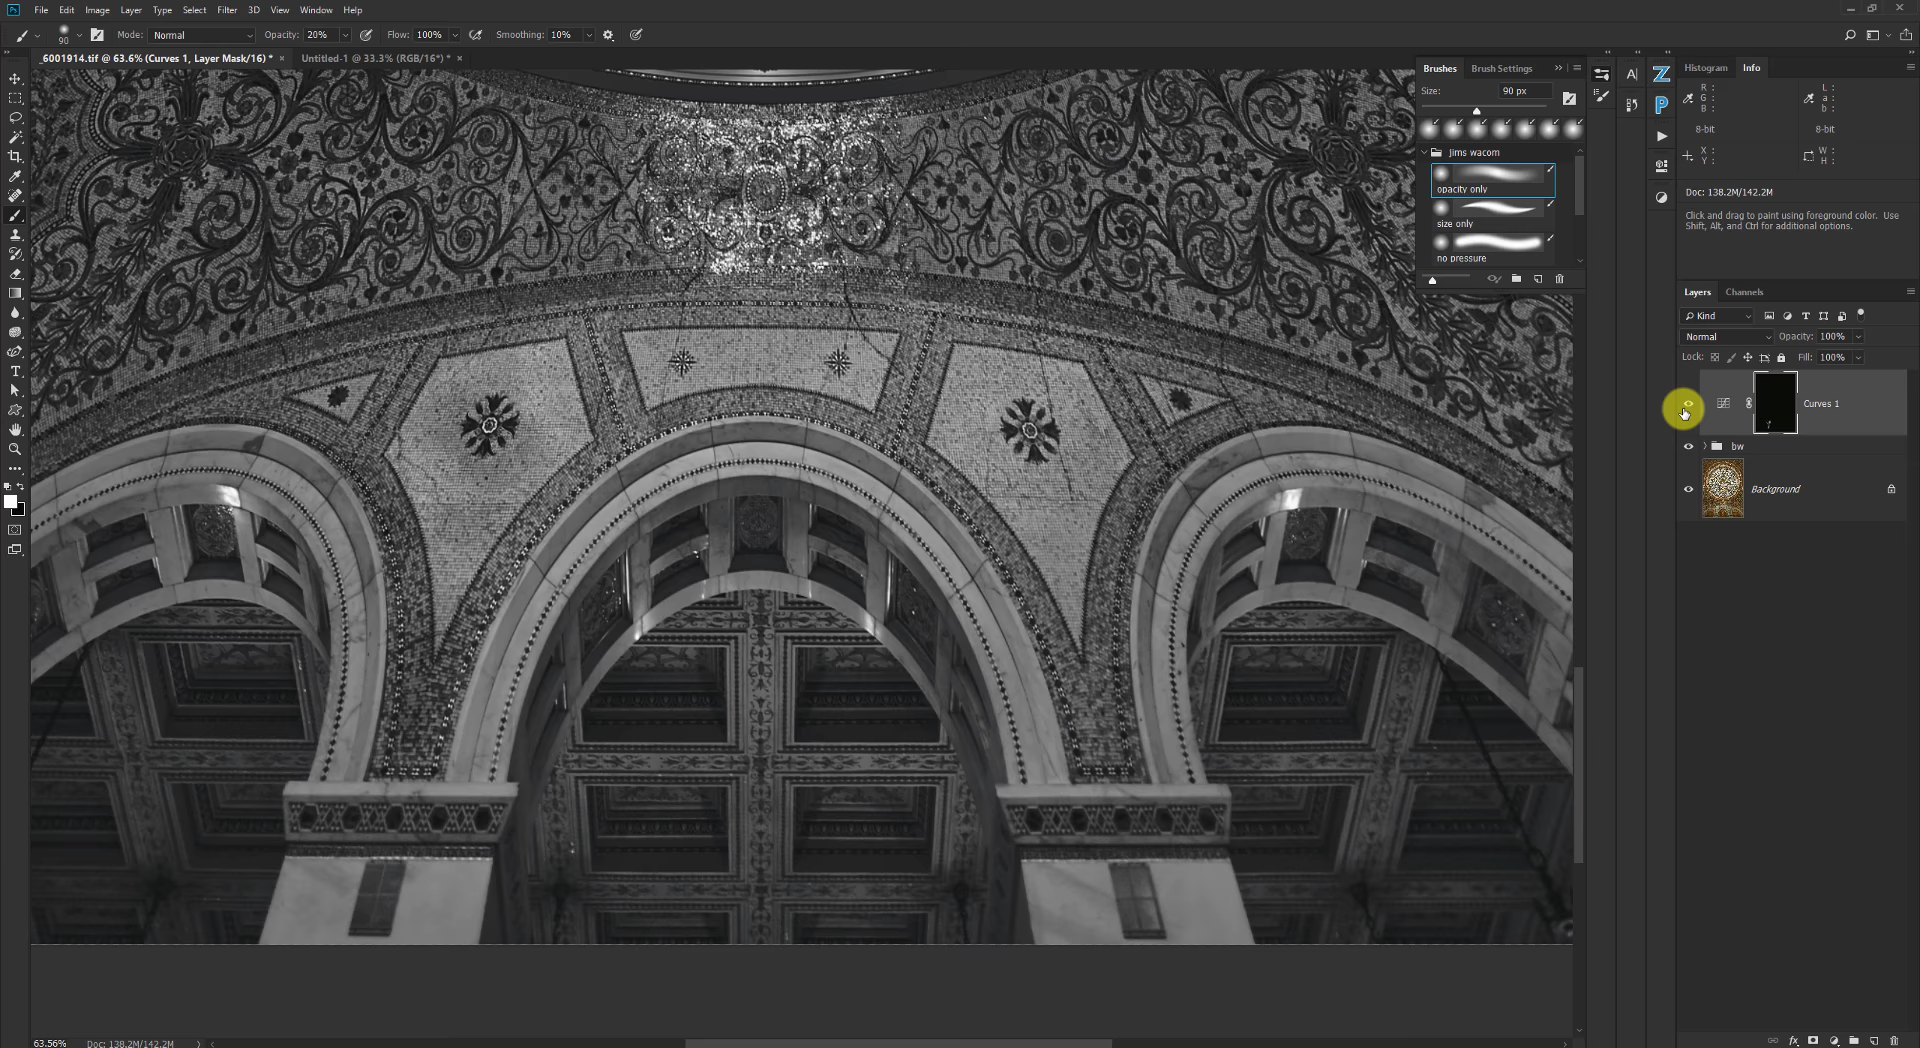 Ps File Edit Image Layer Type Select Filter 3D View Window Help
90 Mode: Normal Opacity: 20% Flow: 100% Smoothing: 10%
_6001914.tif @ 63.6% (Curves 1, Layer Mask/16) * × Untitled-1 @ 33.3% (RGB/16*) * ×
Brushes Brush Settings
Size: 90 px
Jims wacom
opacity only
size only
no pressure
Histogram Info
R :
G :
B :
L :
a :
b :
8-bit 8-bit
X :
Y :
W :
H :
Doc: 138.2M/142.2M
Click and drag to paint using foreground color. Use
Shift, Alt, and Ctrl for additional options.
Layers Channels
Kind
Normal Opacity: 100%
Lock: Fill: 100%
Curves 1
bw
Background
63.56% Doc: 138.2M/142.2M